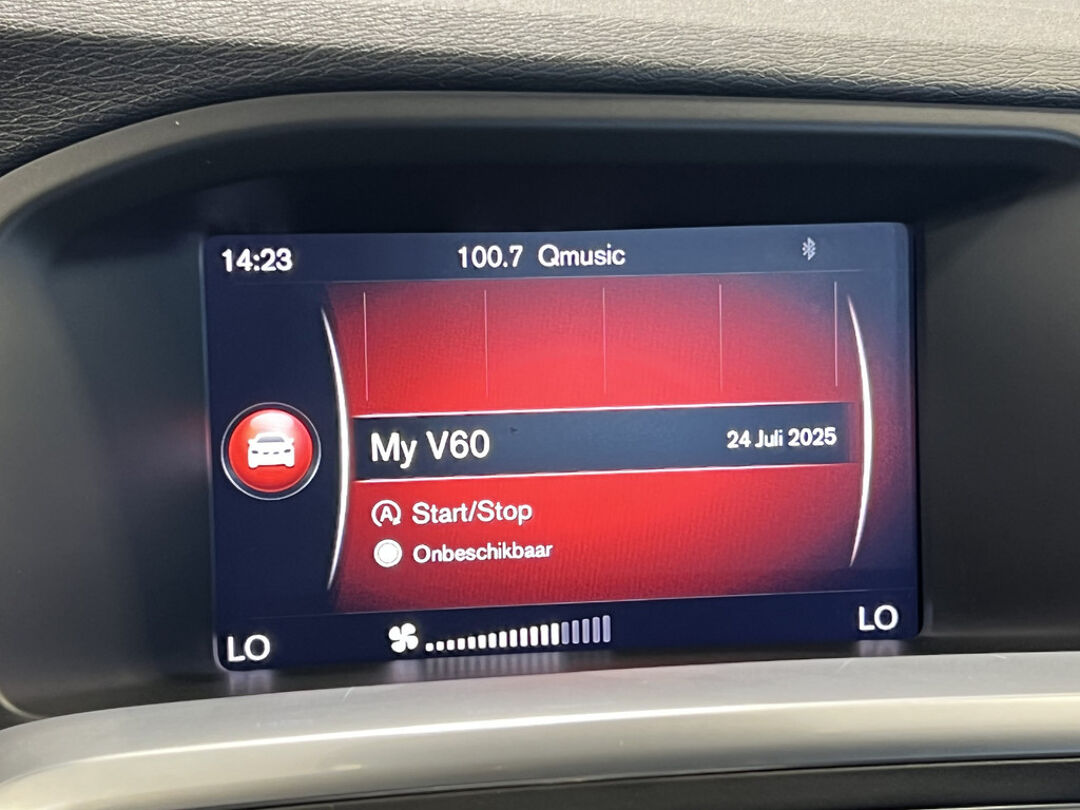 14:23 100.7 Qmusic
My V60 24 Juli 2025
Start/Stop
Onbeschikbaar
LO LO